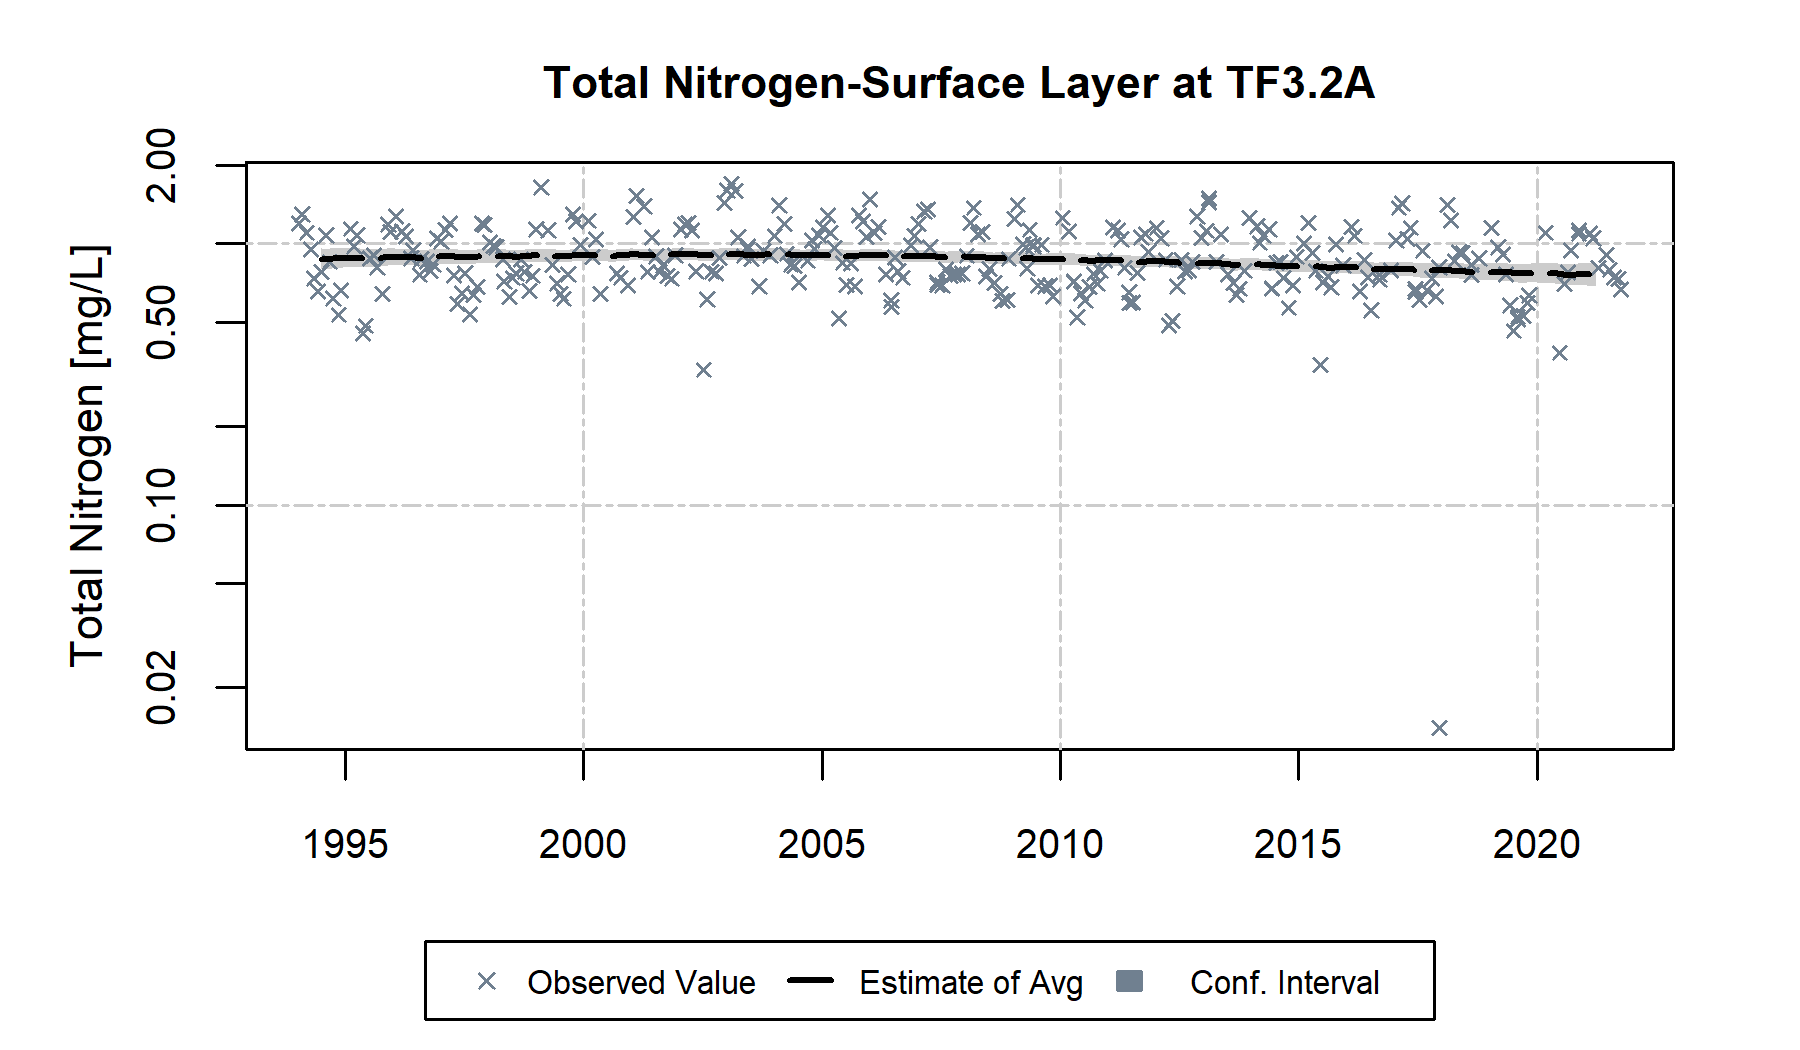 Total Nitrogen-Surface Layer at TF3.2A
Total Nitrogen [mg/L]
2.00
0.50
0.10
0.02
1995 2000 2005 2010 2015 2020
Observed Value Estimate of Avg Conf. Interval